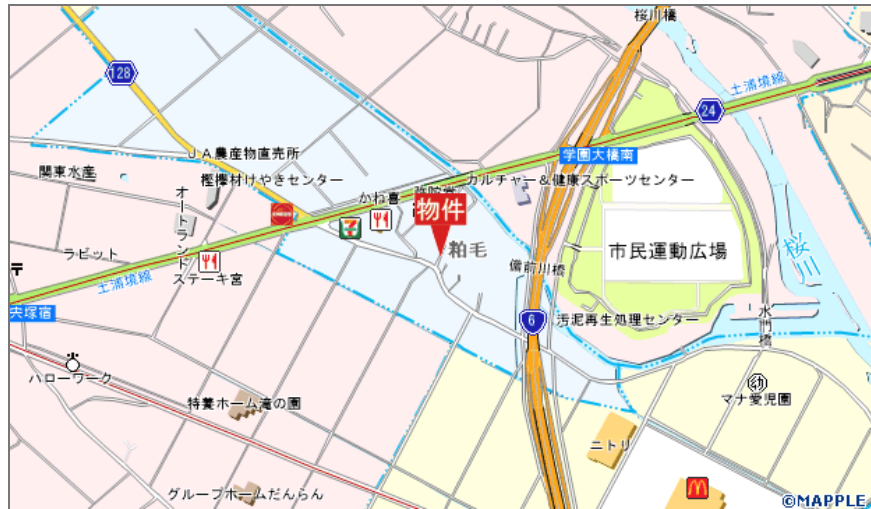 桜川橋
128
土浦境線
24
JA農産物直売所
学園大橋南
関東水産
樫欅材けやきセンター
カルチャー&健康スポーツセンター
オートランド
かね喜
物件
7
粕毛
市民運動広場
桜川
ラビット
備前川橋
ステーキ宮
土浦境線
〒
宍塚宿
6
汚泥再生処理センター
水門橋
ハローワーク
幼
マナ愛児園
特養ホーム滝の園
ニトリ
グループホームだんらん
M
©MAPPLE